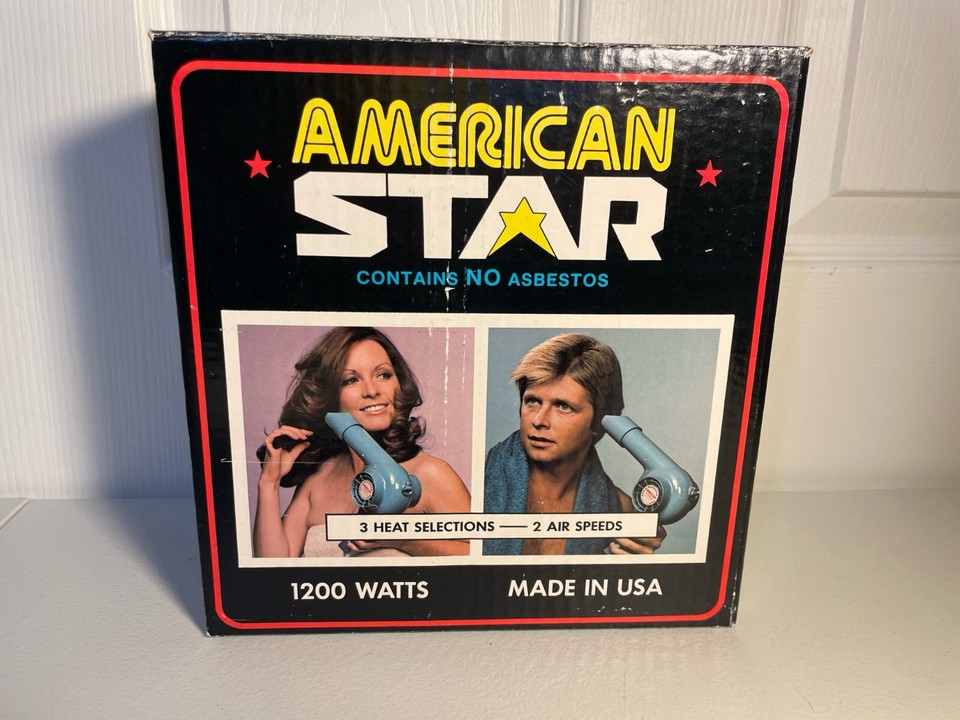 AMERICAN
STAR
CONTAINS NO ASBESTOS
3 HEAT SELECTIONS — 2 AIR SPEEDS
1200 WATTS MADE IN USA